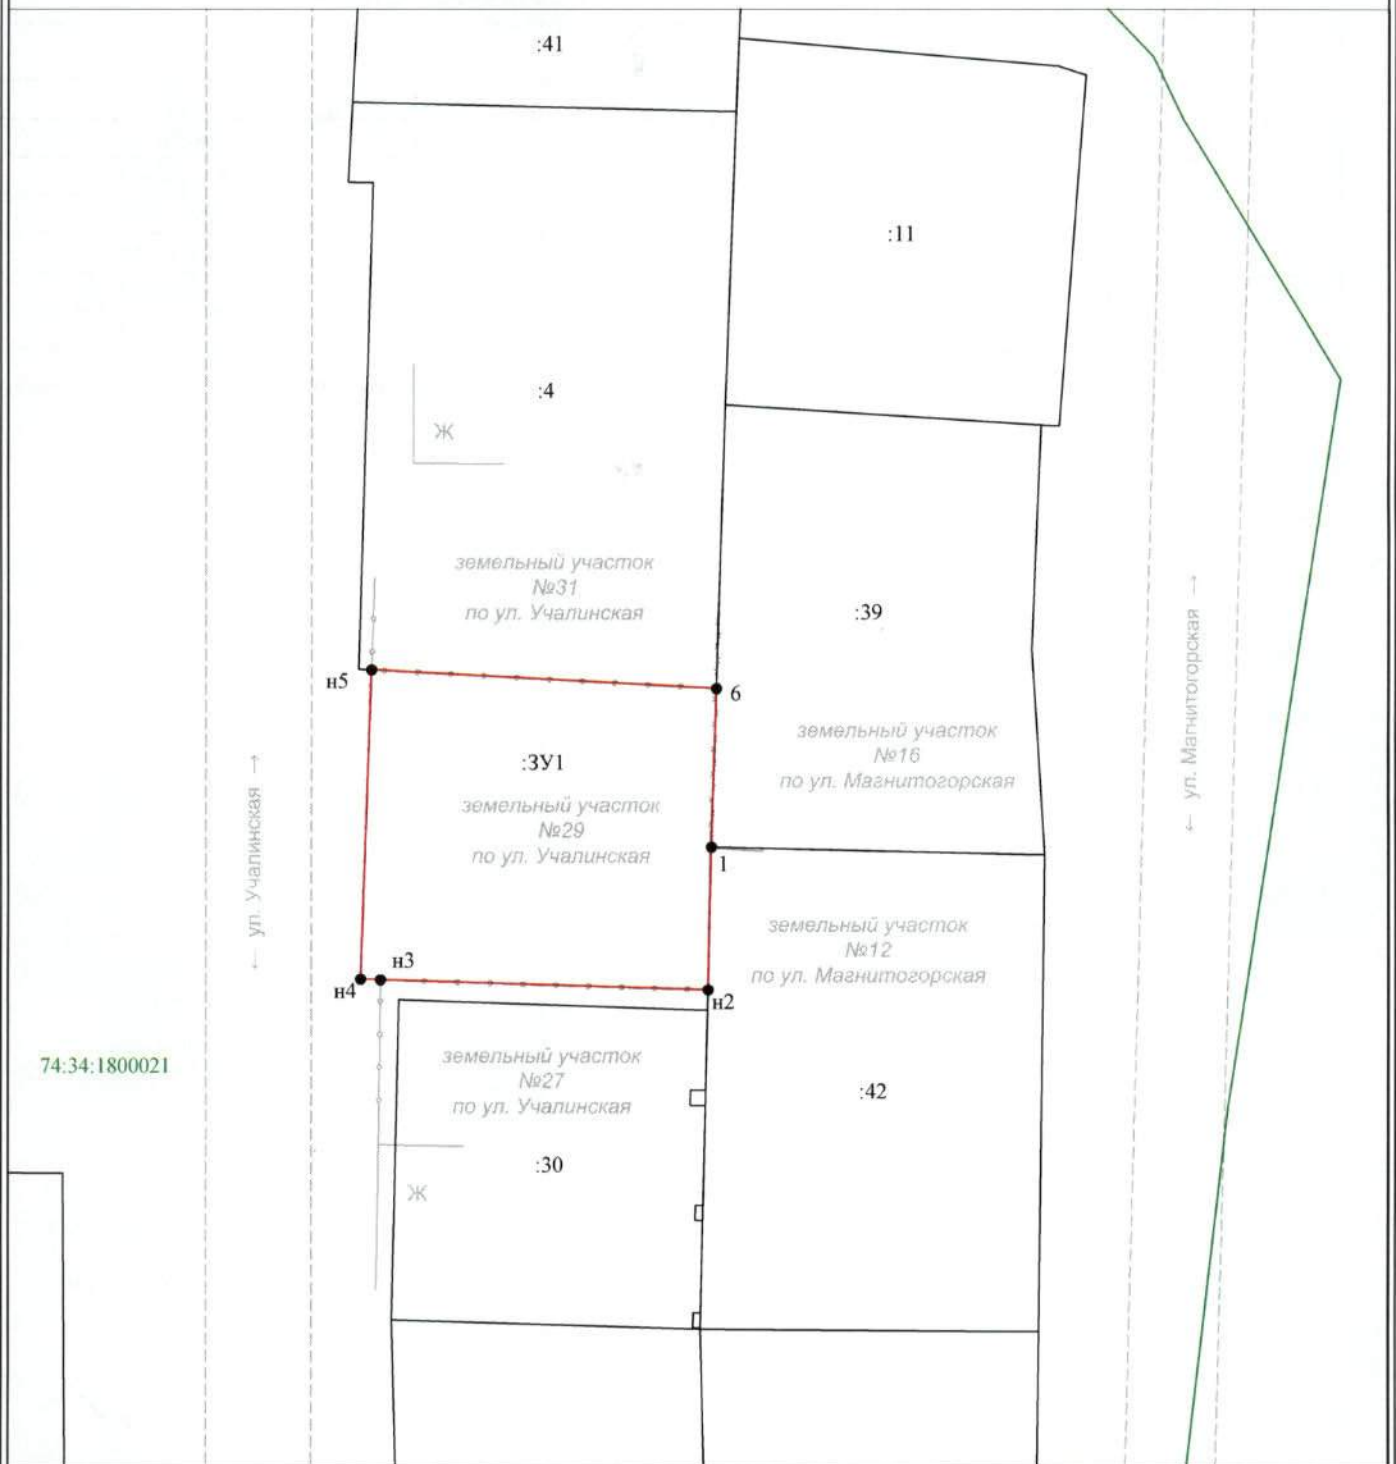 :41
:11
:4
Ж
земельный участок
№31
по ул. Учалинская
:39
н5
6
земельный участок
№16
по ул. Магнитогорская
← ул. Магнитогорская →
:ЗУ1
земельный участок
№29
по ул. Учалинская
← ул. Учалинская →
1
земельный участок
№12
по ул. Магнитогорская
н3
н4
н2
земельный участок
№27
по ул. Учалинская
74:34:1800021
:42
:30
Ж